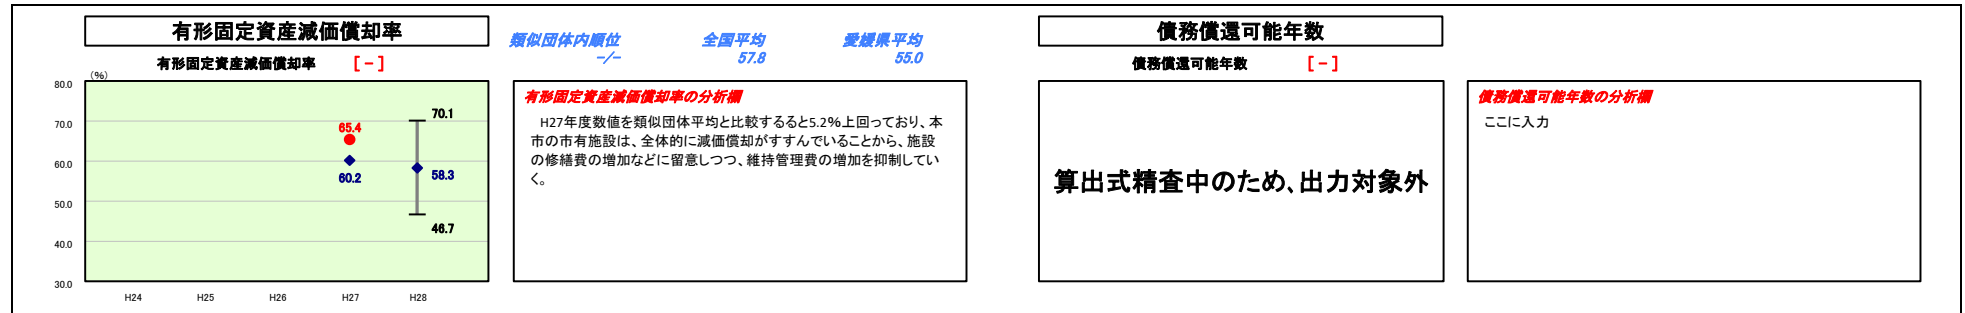 有形固定資産減価償却率
有形固定資産減価償却率 [-]
類似団体内順位 全国平均 愛媛県平均
-/- 57.8 55.0
(%)
80.0
70.0
60.0
50.0
40.0
30.0
65.4
60.2
70.1
58.3
46.7
H24 H25 H26 H27 H28
有形固定資産減価償却率の分析欄
H27年度数値を類似団体平均と比較するると5.2%上回っており、本
市の市有施設は、全体的に減価償却がすすんでいることから、施設
の修繕費の増加などに留意しつつ、維持管理費の増加を抑制してい
く。
債務償還可能年数
債務償還可能年数 [-]
算出式精査中のため、出力対象外
債務償還可能年数の分析欄
ここに入力